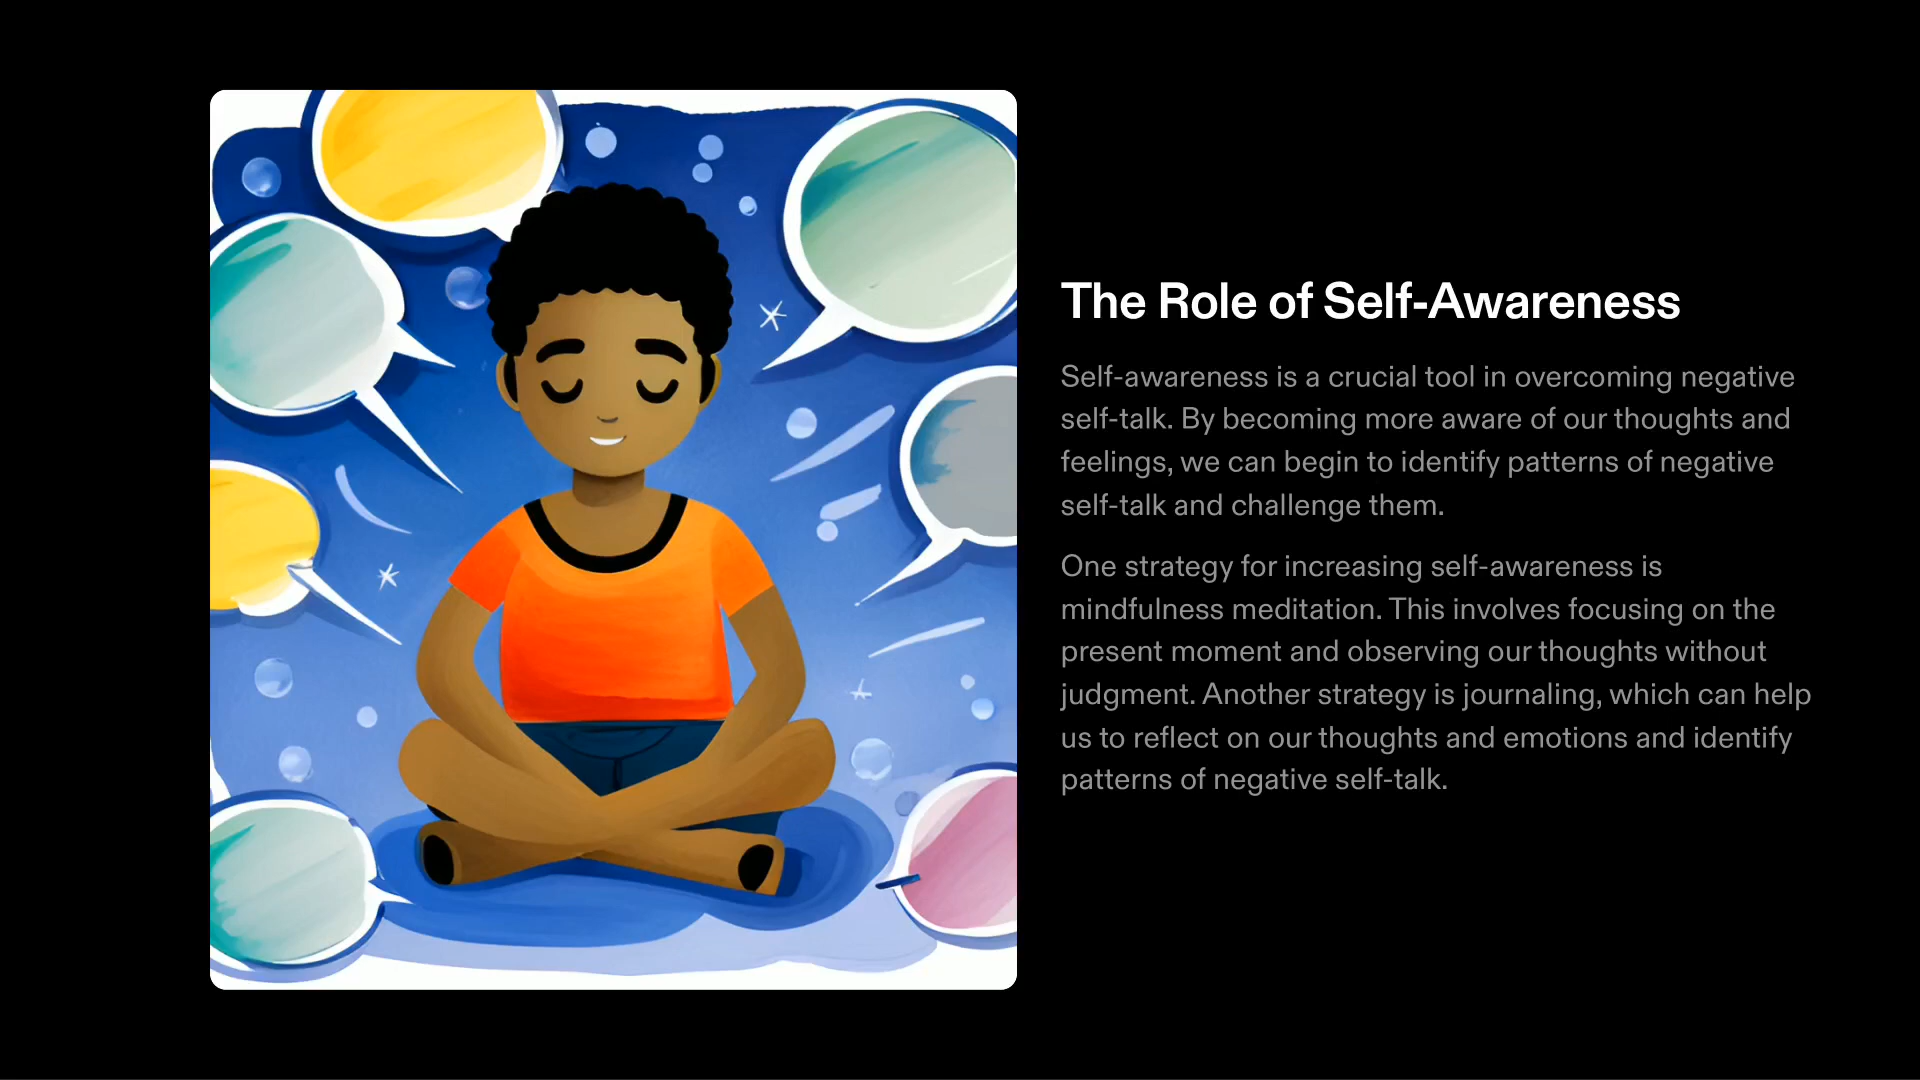 The Role of Self-Awareness
Self-awareness is a crucial tool in overcoming negative
self-talk. By becoming more aware of our thoughts and
feelings, we can begin to identify patterns of negative
self-talk and challenge them.
One strategy for increasing self-awareness is
mindfulness meditation. This involves focusing on the
present moment and observing our thoughts without
judgment. Another strategy is journaling, which can help
us to reflect on our thoughts and emotions and identify
patterns of negative self-talk.